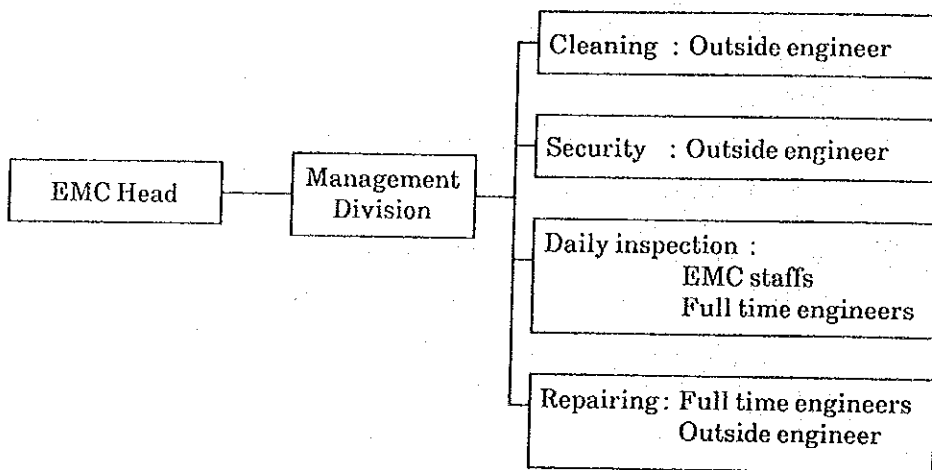 Cleaning : Outside engineer
Security : Outside engineer
EMC Head
Management
Division
Daily inspection :
EMC staffs
Full time engineers
Repairing: Full time engineers
Outside engineer